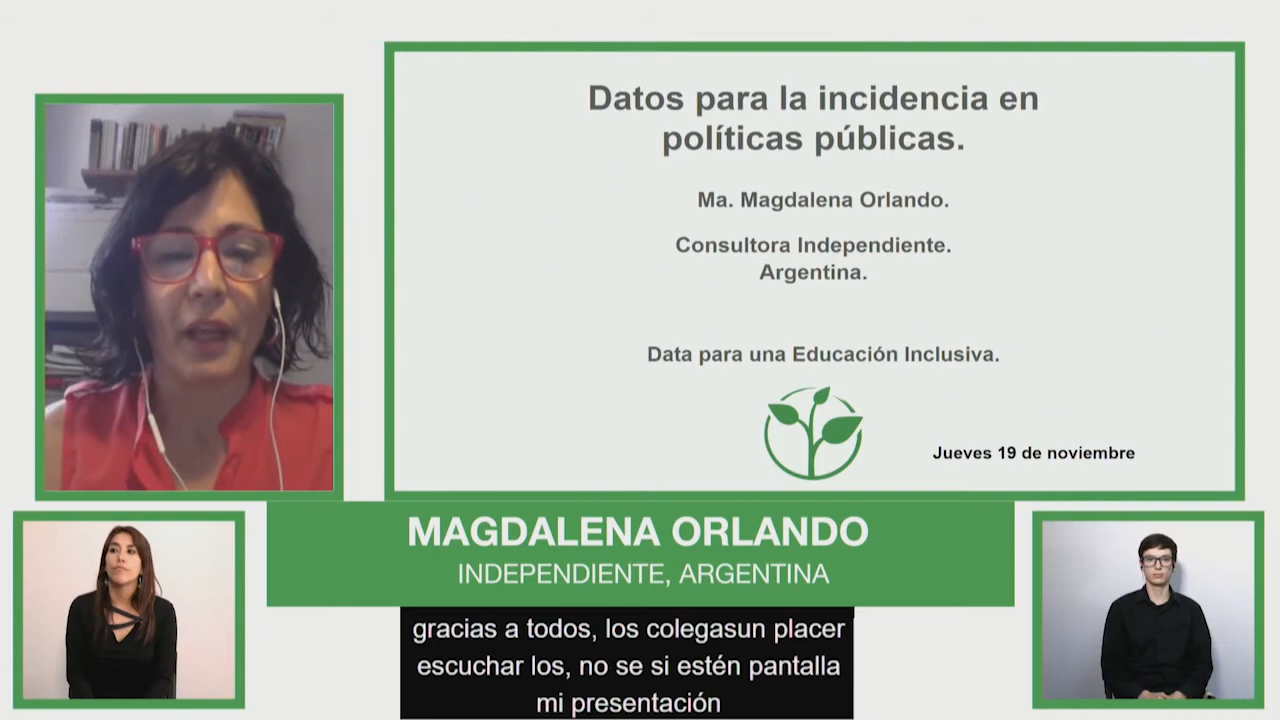 Datos para la incidencia en
políticas públicas.
Ma. Magdalena Orlando.
Consultora Independiente.
Argentina.
Data para una Educación Inclusiva.
Jueves 19 de noviembre
MAGDALENA ORLANDO
INDEPENDIENTE, ARGENTINA
gracias a todos, los colegasun placer
escuchar los, no se si estén pantalla
mi presentación